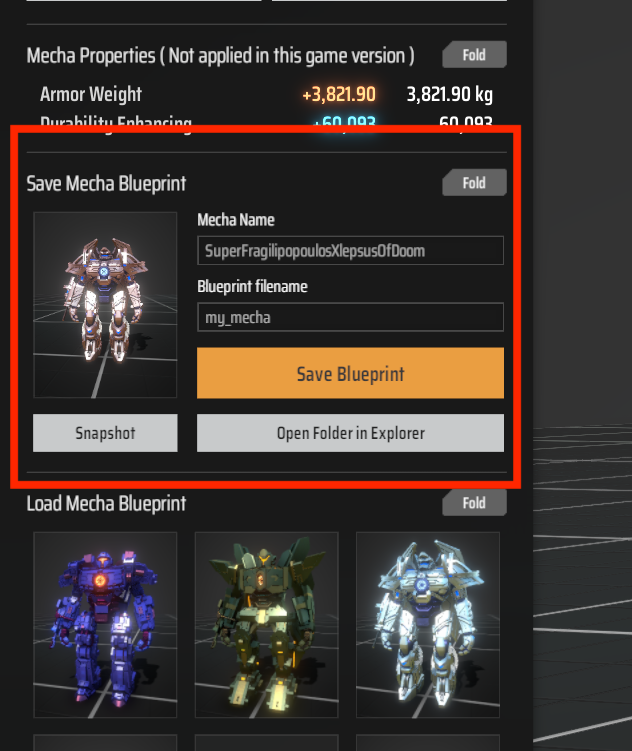 Mecha Properties ( Not applied in this game version )
Fold
Armor Weight +3,821.90 3,821.90 kg
Durability Enhancing +60,093 60,093
Save Mecha Blueprint
Fold
Mecha Name
SuperFragilipopoulosXlepsusOfDoom
Blueprint filename
my_mecha
Save Blueprint
Snapshot
Open Folder in Explorer
Load Mecha Blueprint
Fold